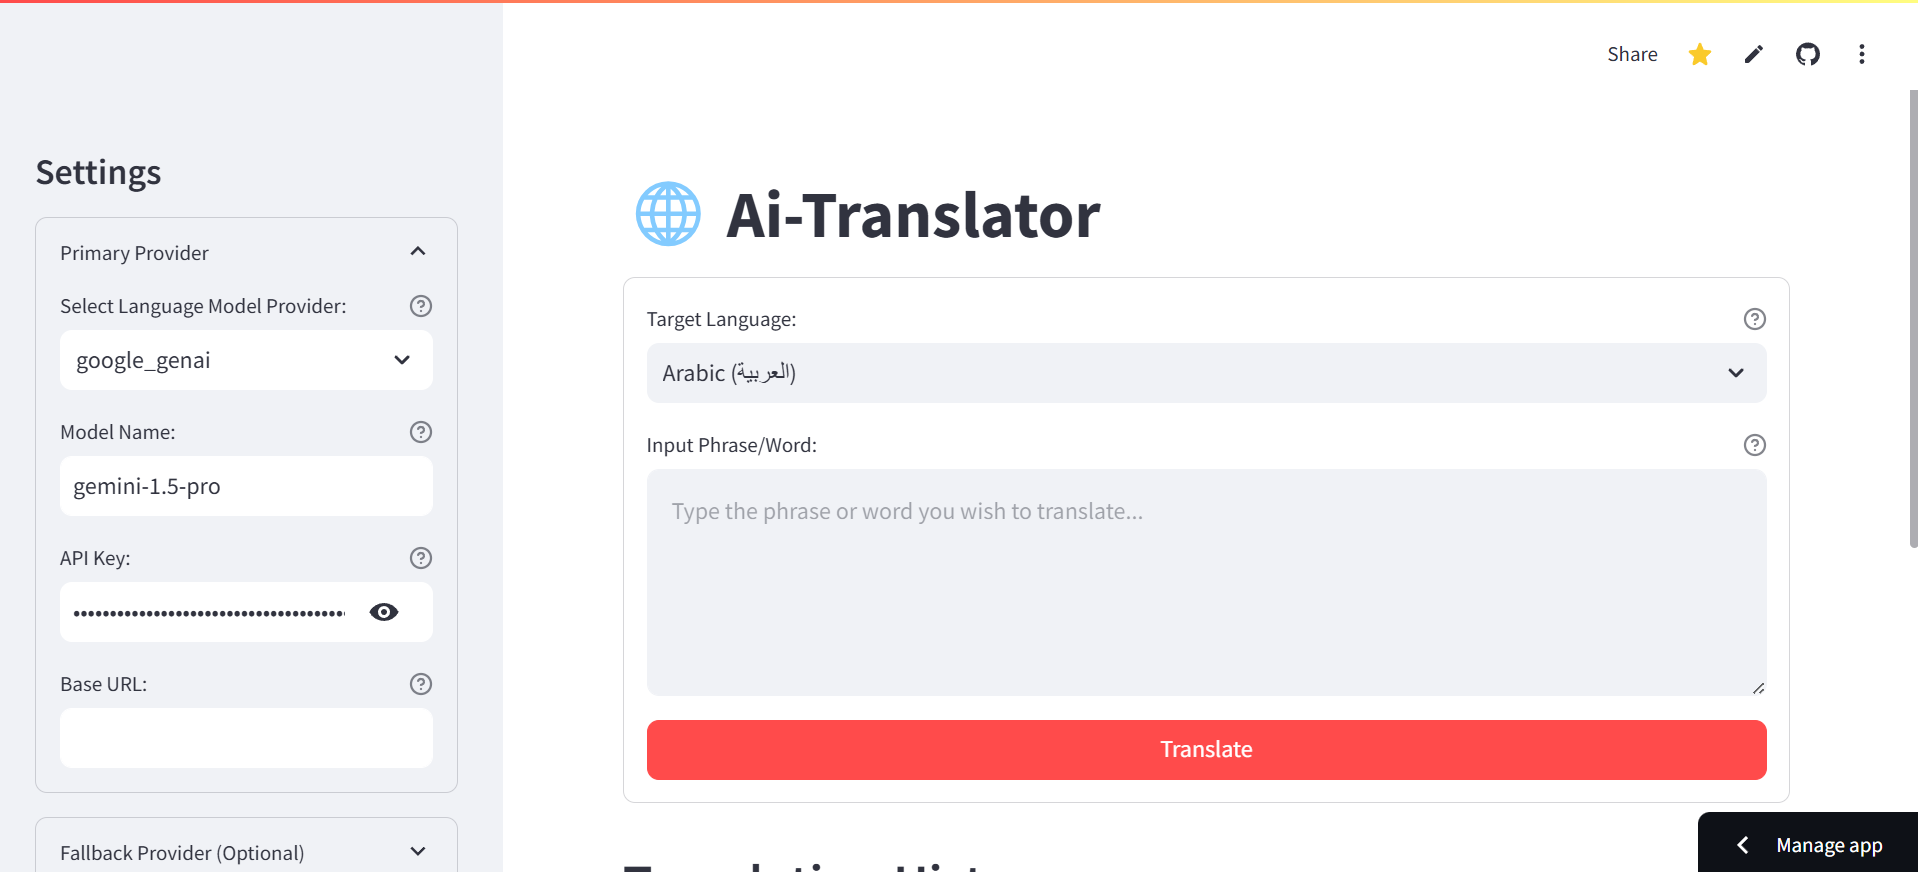 Share
Settings
Primary Provider
Select Language Model Provider:
google_genai
Model Name:
gemini-1.5-pro
API Key:
••••••••••••••••••••••••••••••••••••••
Base URL:
Fallback Provider (Optional)
🌐 Ai-Translator
Target Language:
Arabic (العربية)
Input Phrase/Word:
Type the phrase or word you wish to translate...
Translate
Manage app